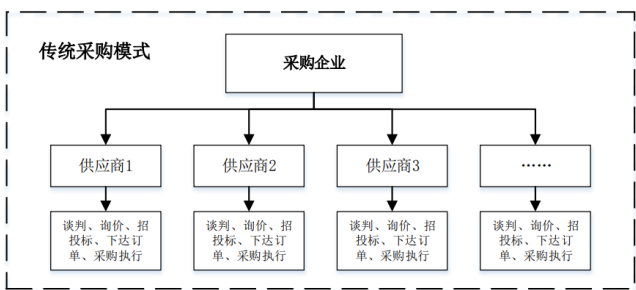 传统采购模式
采购企业
供应商1
供应商2
供应商3
……
谈判、询价、招
投标、下达订
单、采购执行
谈判、询价、招
投标、下达订
单、采购执行
谈判、询价、招
投标、下达订
单、采购执行
谈判、询价、招
投标、下达订
单、采购执行